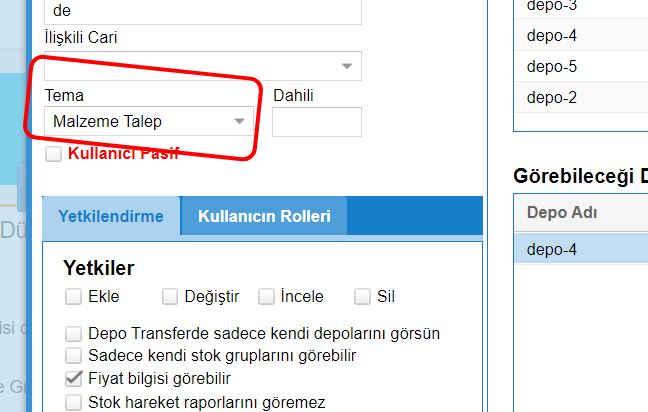 de
İlişkili Cari
Tema
Dahili
Malzeme Talep
Kullanıcı Pasif
Yetkilendirme
Kullanıcın Rolleri
Yetkiler
Ekle
Değiştir
İncele
Sil
Depo Transferde sadece kendi depolarını görsün
Sadece kendi stok gruplarını görebilir
Fiyat bilgisi görebilir
Stok hareket raporlarını göremez
depo-3
depo-4
depo-5
depo-2
Görebileceği D
Depo Adı
depo-4